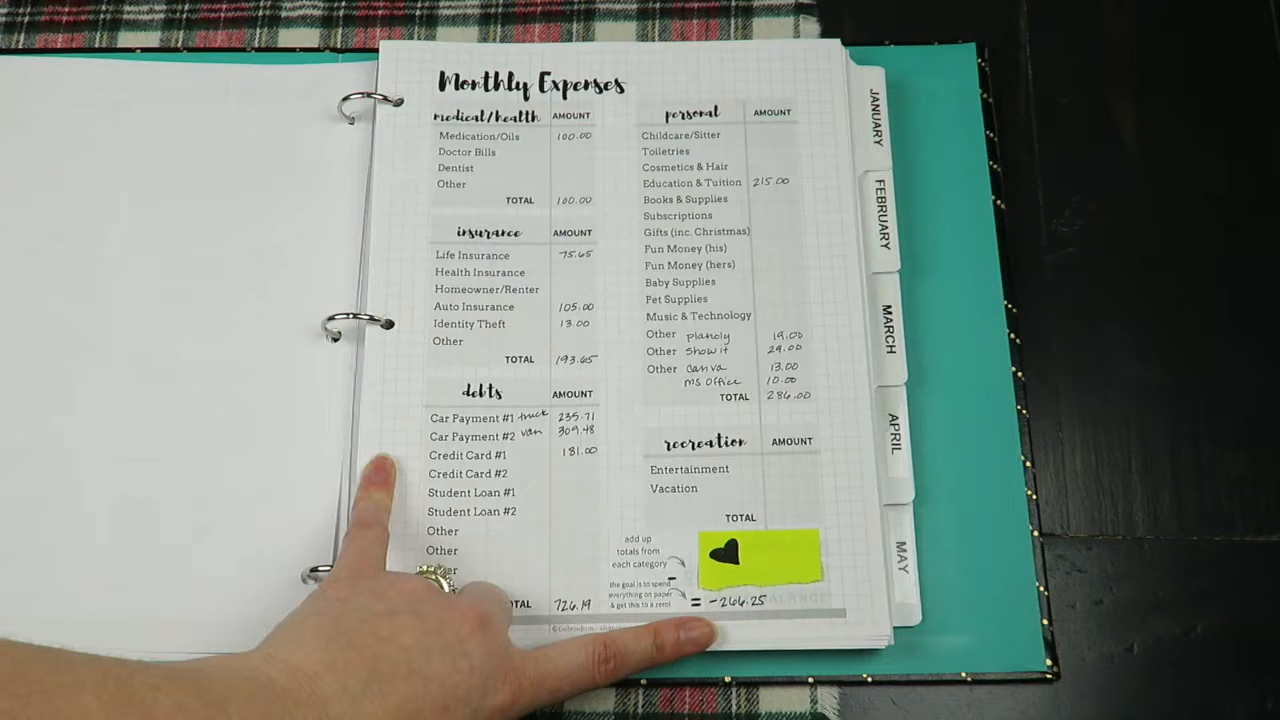 Monthly Expenses
medical/health AMOUNT
Medication/Oils 100.00
Doctor Bills
Dentist
Other
TOTAL 100.00
insurance AMOUNT
Life Insurance 75.65
Health Insurance
Homeowner/Renter
Auto Insurance 105.00
Identity Theft 13.00
Other
TOTAL 193.65
debts AMOUNT
Car Payment #1 truck 235.71
Car Payment #2 van 309.48
Credit Card #1 181.00
Credit Card #2
Student Loan #1
Student Loan #2
Other
Other
726.19
personal AMOUNT
Childcare/Sitter
Toiletries
Cosmetics & Hair
Education & Tuition 215.00
Books & Supplies
Subscriptions
Gifts (inc. Christmas)
Fun Money (his)
Fun Money (hers)
Baby Supplies
Pet Supplies
Music & Technology
Other planoly 19.00
Other showit 29.00
Other canva 13.00
ms office 10.00
TOTAL 286.00
recreation AMOUNT
Entertainment
Vacation
TOTAL
add up
totals from
each category
the goal is to spend
everything on paper
& get this to a zero!
= -266.25
JANUARY
FEBRUARY
MARCH
APRIL
MAY